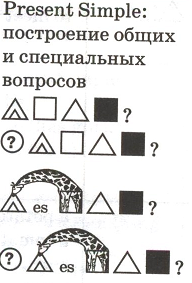 Present Simple:
построение общих
и специальных
вопросов
?
? ?
es ?
? es ?